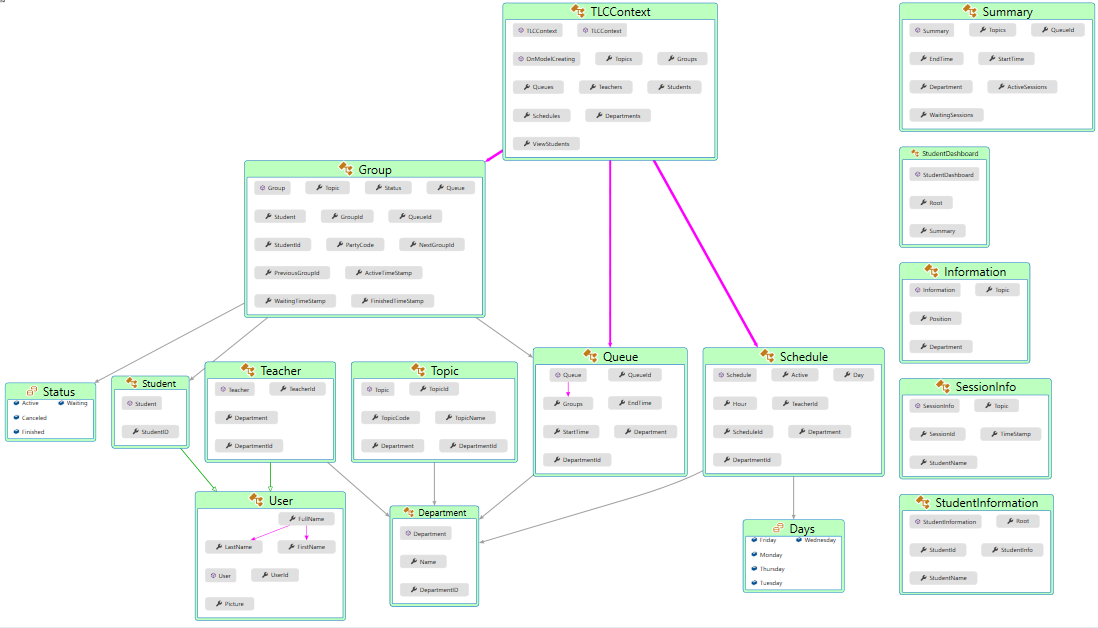 TLCContext
TLCContext TLCContext
OnModelCreating Topics Groups
Queues Teachers Students
Schedules Departments
ViewStudents
Summary
Summary Topics QueueId
EndTime StartTime
Department ActiveSessions
WaitingSessions
StudentDashboard
StudentDashboard
Root
Summary
Group
Group Topic Status Queue
Student GroupId QueueId
StudentId PartyCode NextGroupId
PreviousGroupId ActiveTimeStamp
WaitingTimeStamp FinishedTimeStamp
Information
Information Topic
Position
Department
Status
Active Waiting
Canceled
Finished
Student
Student
StudentID
Teacher
Teacher TeacherId
Department
DepartmentId
Topic
Topic TopicId
TopicCode TopicName
Department DepartmentId
Queue
Queue QueueId
Groups EndTime
StartTime Department
DepartmentId
Schedule
Schedule Active Day
Hour TeacherId
ScheduleId Department
DepartmentId
SessionInfo
SessionInfo Topic
SessionId TimeStamp
StudentName
User
FullName
LastName FirstName
User UserId
Picture
Department
Department
Name
DepartmentID
Days
Friday Wednesday
Monday
Thursday
Tuesday
StudentInformation
StudentInformation Root
StudentId StudentInfo
StudentName